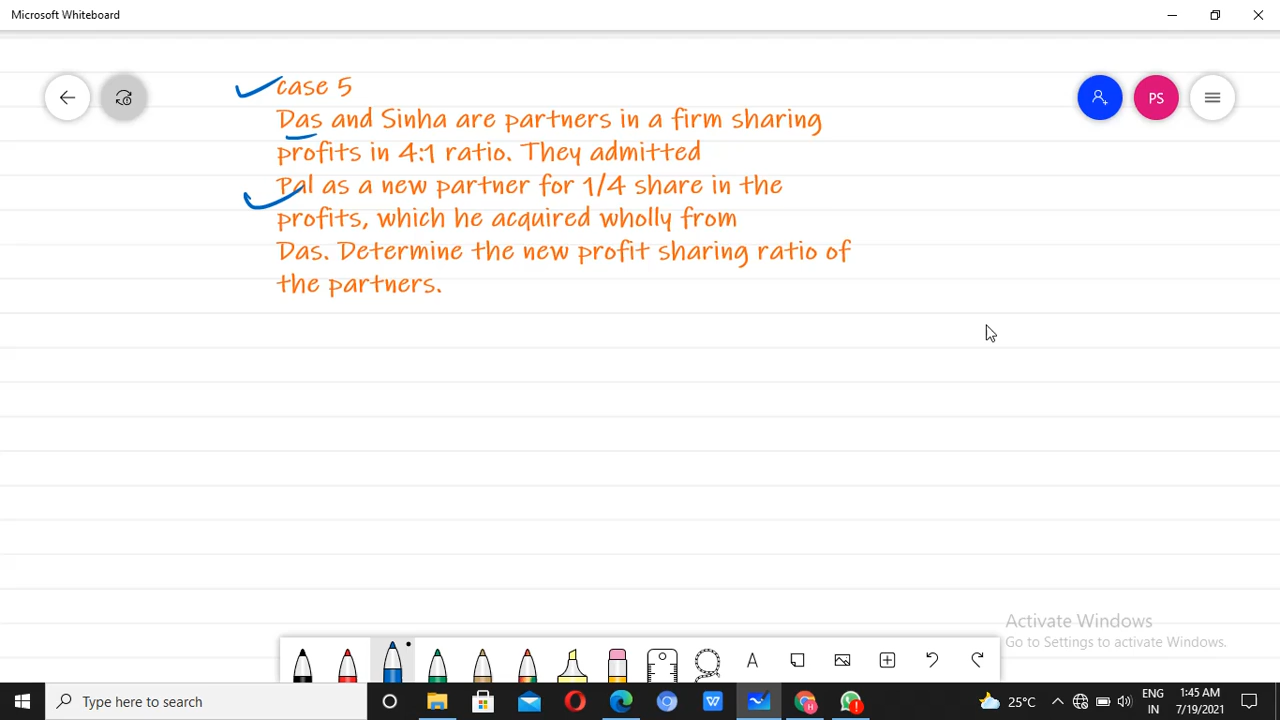 Microsoft Whiteboard
case 5
Das and Sinha are partners in a firm sharing
profits in 4:1 ratio. They admitted
PS
Pal as a new partner for 1/4 share in the
profits, which he acquired wholly from
Das. Determine the new profit sharing ratio of
the partners.
Activate Windows
Go to Settings to activate Windows.
A
Type here to search
25°C
ENG
IN
1:45 AM
7/19/2021